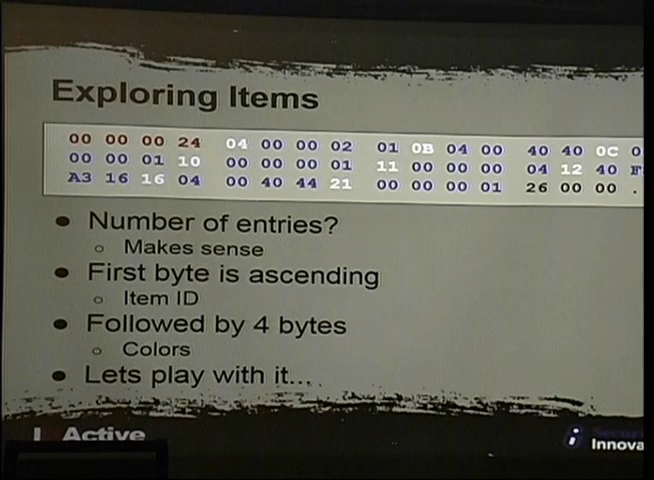 Exploring Items
00 00 00 24 04 00 00 02 01 0B 04 00 40 40 0C 0
00 00 01 10 00 00 00 01 11 00 00 00 04 12 40 F
A3 16 16 04 00 40 44 21 00 00 00 01 26 00 00 .
• Number of entries?
o Makes sense
• First byte is ascending
o Item ID
• Followed by 4 bytes
o Colors
• Lets play with it...
Active
Innova